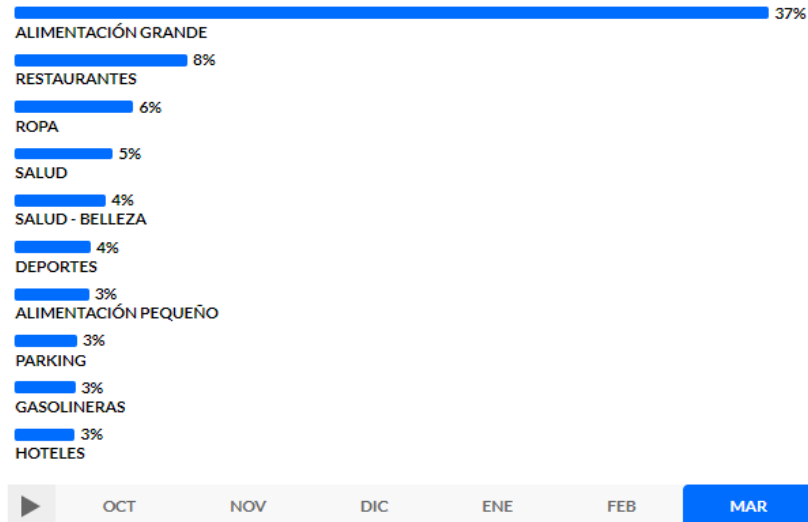 37%
ALIMENTACIÓN GRANDE
8%
RESTAURANTES
6%
ROPA
5%
SALUD
4%
SALUD - BELLEZA
4%
DEPORTES
3%
ALIMENTACIÓN PEQUEÑO
3%
PARKING
3%
GASOLINERAS
3%
HOTELES
OCT NOV DIC ENE FEB MAR